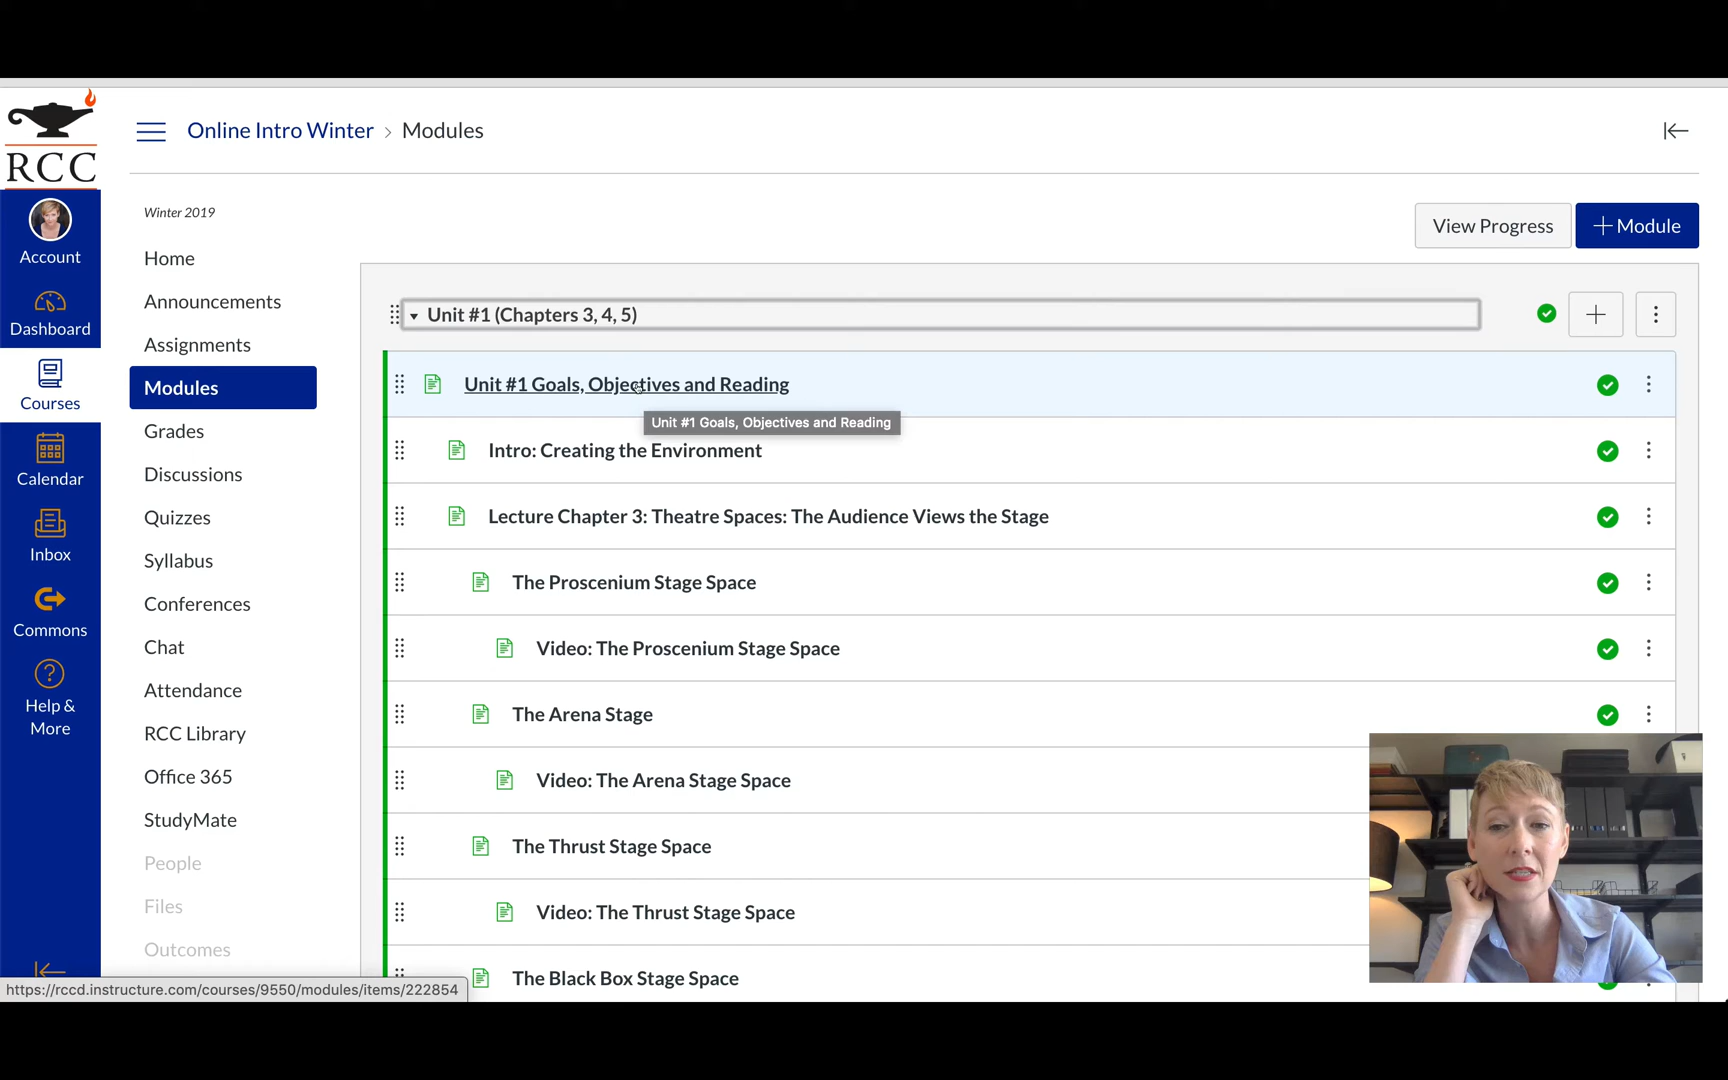 RCC
Account
Dashboard
Courses
Calendar
Inbox
Commons
Help &
More
Online Intro Winter > Modules
Winter 2019
Home
Announcements
Assignments
Modules
Grades
Discussions
Quizzes
Syllabus
Conferences
Chat
Attendance
RCC Library
Office 365
StudyMate
People
Files
Outcomes
View Progress
+ Module
Unit #1 (Chapters 3, 4, 5)
Unit #1 Goals, Objectives and Reading
Unit #1 Goals, Objectives and Reading
Intro: Creating the Environment
Lecture Chapter 3: Theatre Spaces: The Audience Views the Stage
The Proscenium Stage Space
Video: The Proscenium Stage Space
The Arena Stage
Video: The Arena Stage Space
The Thrust Stage Space
Video: The Thrust Stage Space
The Black Box Stage Space
https://rccd.instructure.com/courses/9550/modules/items/222854